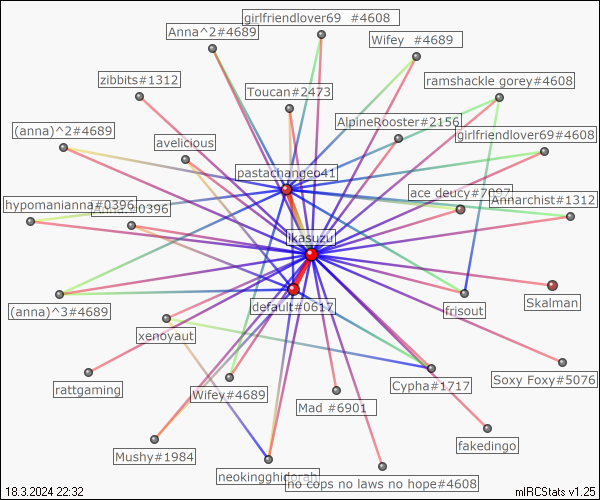 girlfriendlover69 #4608
Anna^2#4689
Wifey #4689
zibbits#1312
ramshackle gorey#4608
Toucan#2473
AlpineRooster#2156
(anna)^2#4689
girlfriendlover69#4608
avelicious
pastachangeo41
ace deucy#7097
Annarchist#1312
hypomanianna#0396
#0396
ikasuzu
Skalman
default#0617
(anna)^3#4689
frisout
xenoyaut
Soxy Foxy#5076
Cypha#1717
rattgaming
Wifey#4689
Mad #6901
fakedingo
Mushy#1984
neokingghidorah
no cops no laws no hope#4608
18.3.2024 22:32
mIRCStats v1.25